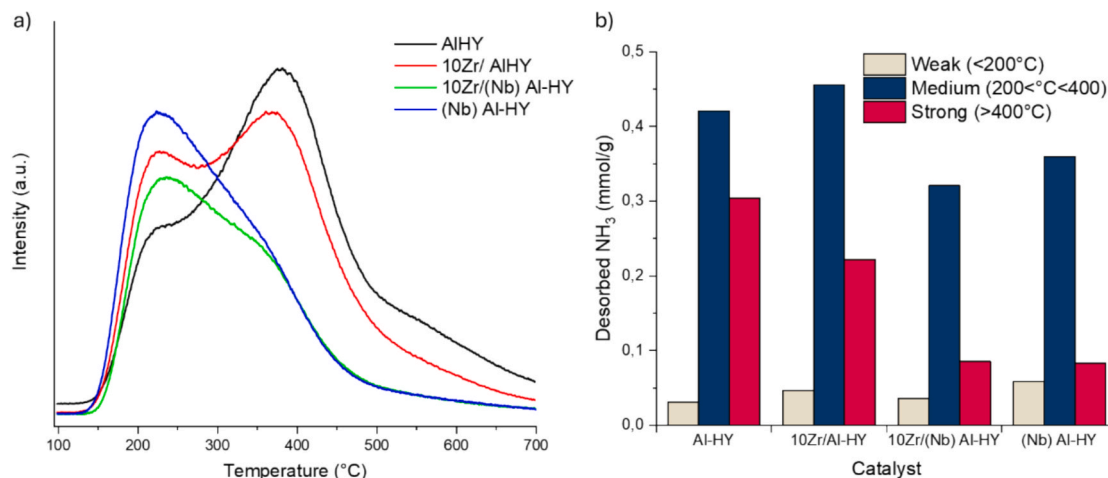 a)
AlHY
10Zr/ AlHY
10Zr/(Nb) Al-HY
(Nb) Al-HY
Intensity (a.u.)
100 200 300 400 500 600 700
Temperature (°C)
b)
Weak (<200°C)
Medium (200<°C<400)
Strong (>400°C)
0,5
0,4
0,3
0,2
0,1
0,0
Desorbed NH₃ (mmol/g)
Al-HY 10Zr/Al-HY 10Zr/(Nb) Al-HY (Nb) Al-HY
Catalyst